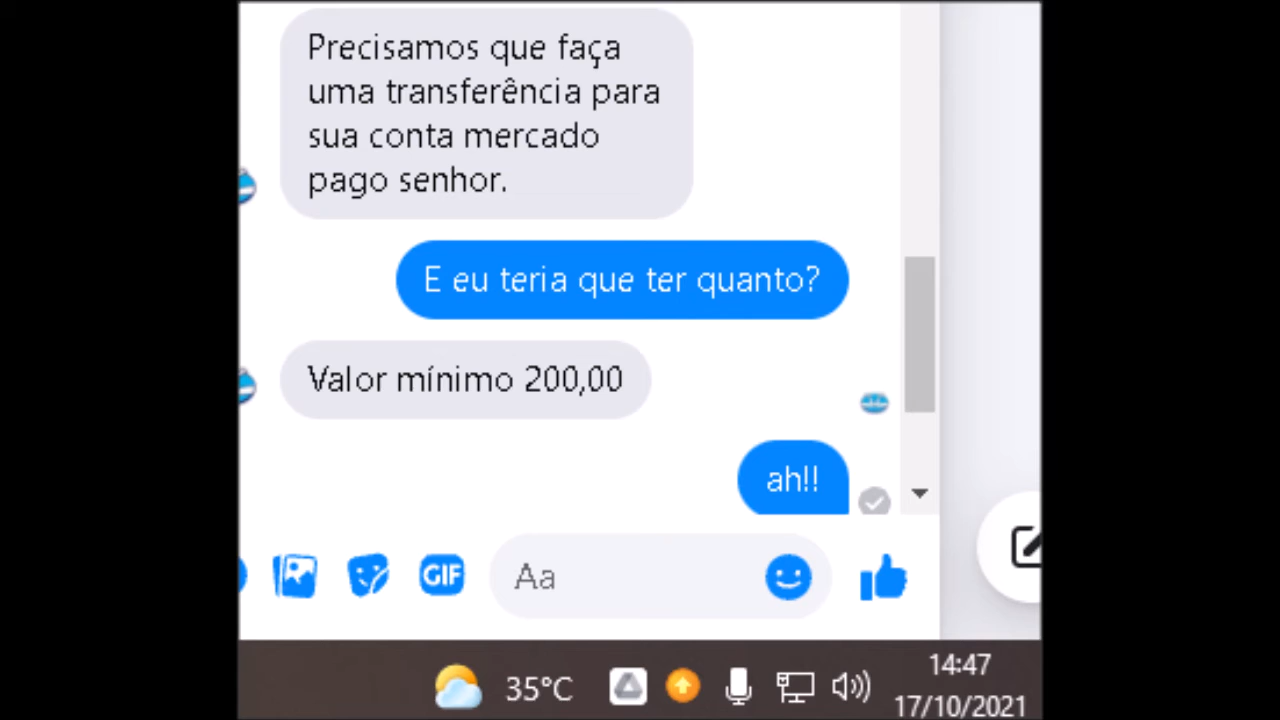 Precisamos que faça
uma transferência para
sua conta mercado
pago senhor.
E eu teria que ter quanto?
Valor mínimo 200,00
ah!!
GIF
Aa
35°C
14:47
17/10/2021